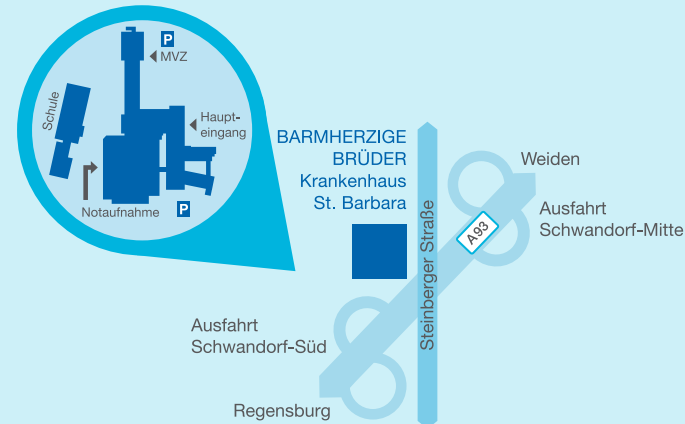 P
MVZ
Schule
Haupt-
eingang
Notaufnahme
P
BARMHERZIGE
BRÜDER
Krankenhaus
St. Barbara
Steinberger Straße
Weiden
Ausfahrt
Schwandorf-Mitte
A93
Ausfahrt
Schwandorf-Süd
Regensburg